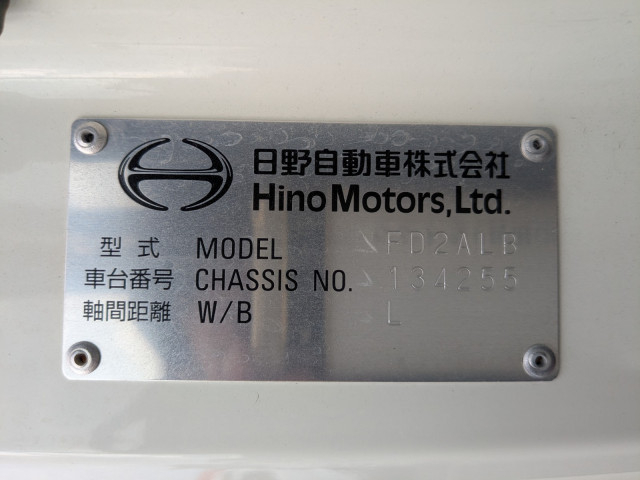 日野自動車株式会社
Hino Motors, Ltd.
型式 MODEL FD2ALB
車台番号 CHASSIS NO. 134255
軸間距離 W/B L